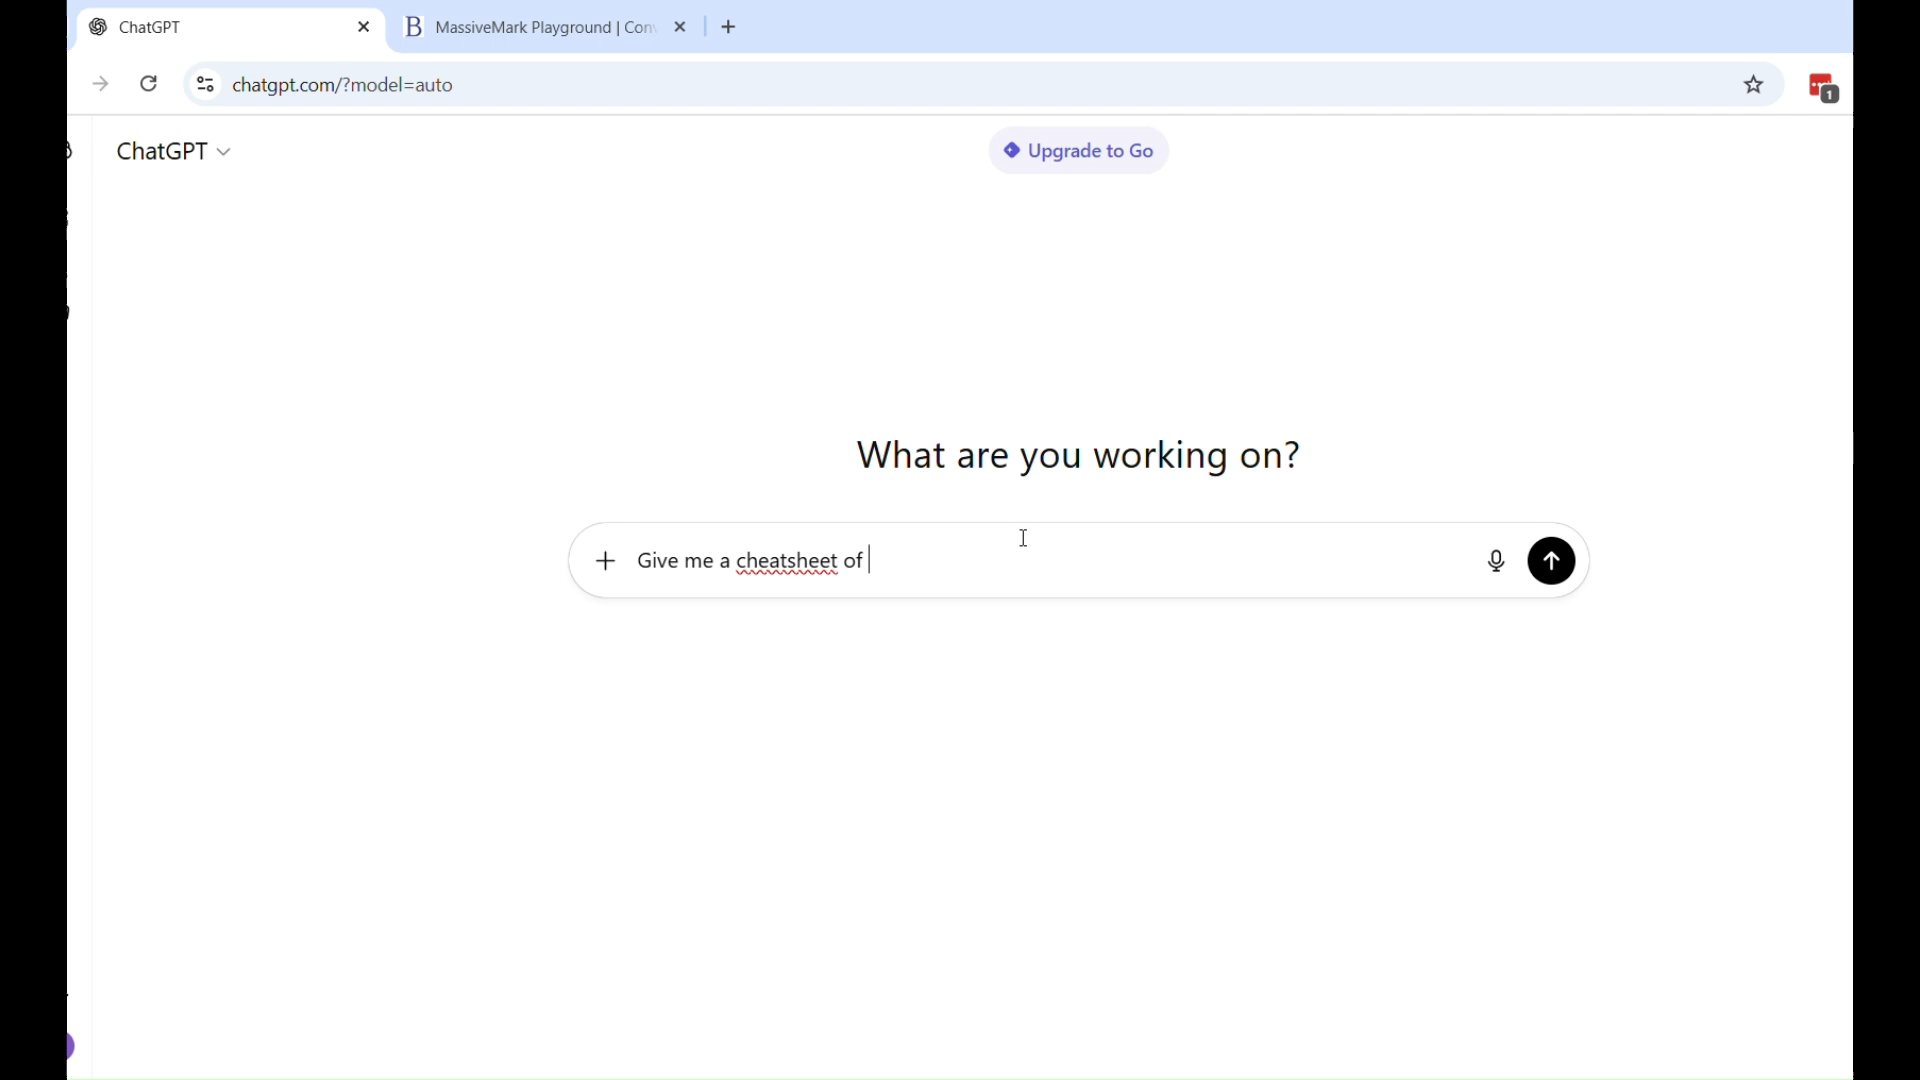 ChatGPT
B MassiveMark Playground | Con
chatgpt.com/?model=auto
1
ChatGPT
Upgrade to Go
What are you working on?
Give me a cheatsheet of